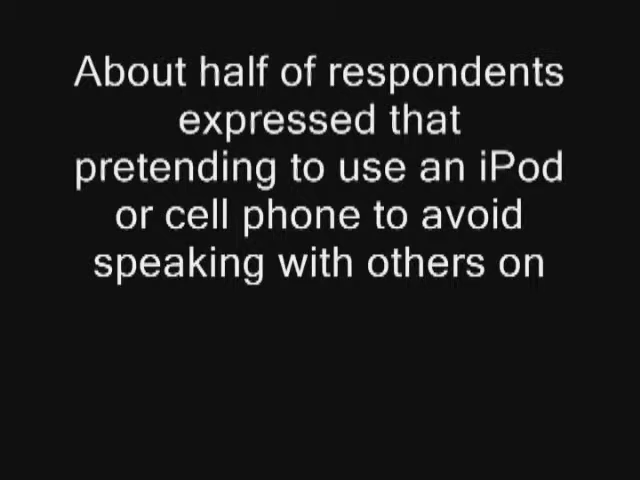 About half of respondents
expressed that
pretending to use an iPod
or cell phone to avoid
speaking with others on